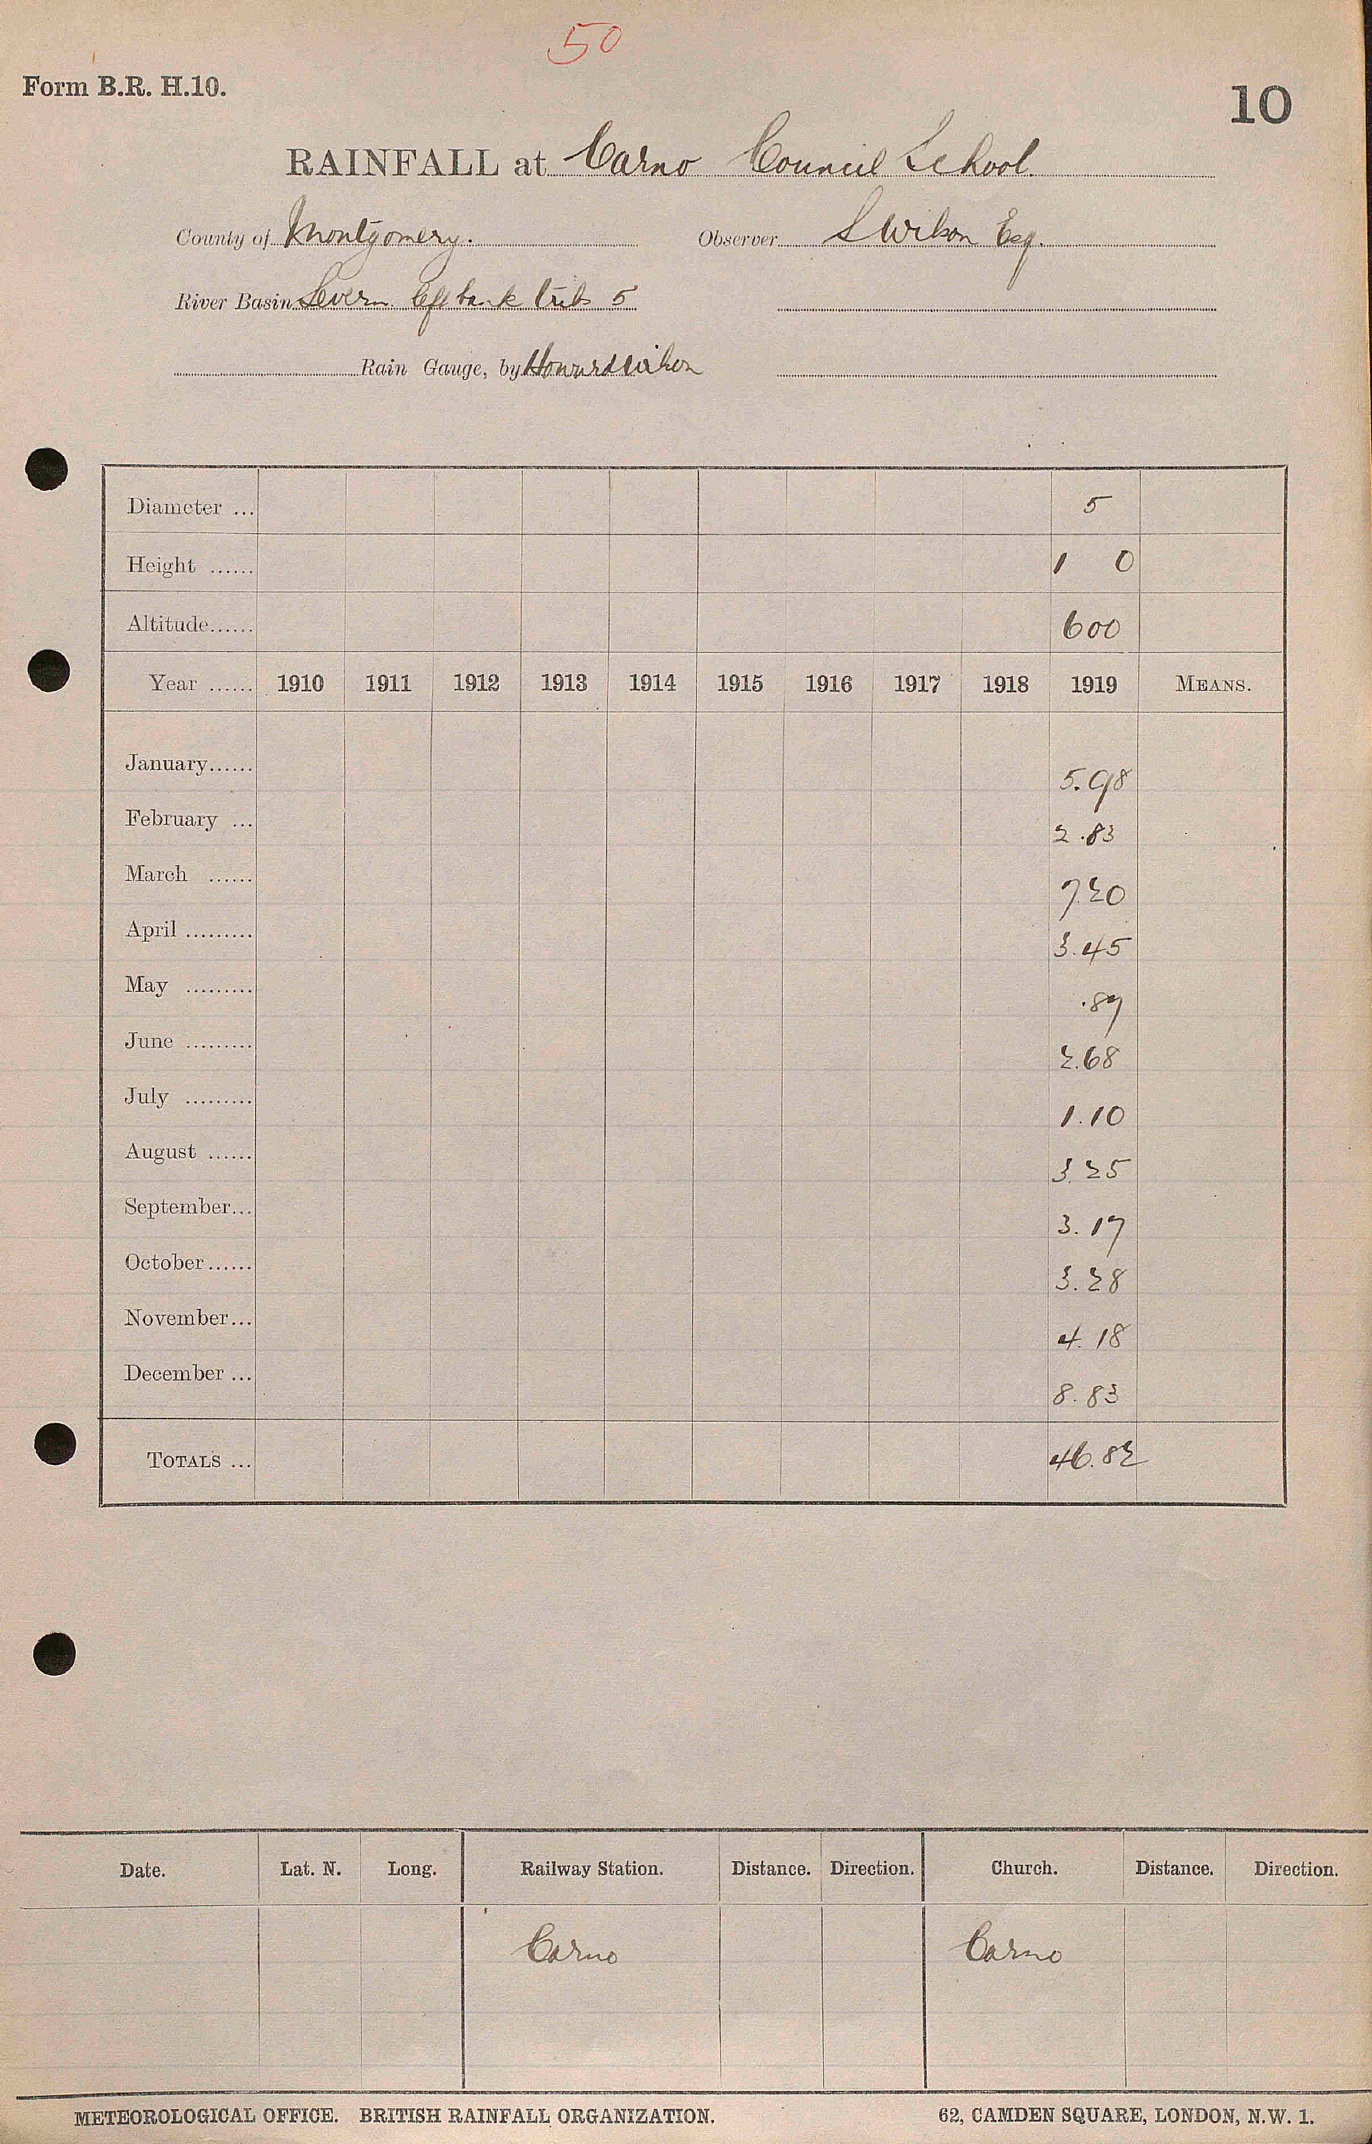 50
Form B.R. H.10.
10
RAINFALL at Carno Council School.
County of Montgomery. Observer S Wilson Esq.
River Basin Severn left bank trib 5
Rain Gauge, by Howard
Diameter ... 5
Height ...... 1 0
Altitude...... 600
Year ...... 1910 1911 1912 1913 1914 1915 1916 1917 1918 1919 MEANS.
January...... 5.98
February ... 2.83
March ...... 7.20
April ......... 3.45
May ......... .87
June ......... 2.68
July ......... 1.10
August ...... 3.25
September... 3.17
October...... 3.28
November... 4.18
December ... 8.83
TOTALS ... 46.82
Date. Lat. N. Long. Railway Station. Distance. Direction. Church. Distance. Direction.
Carno Carno
METEOROLOGICAL OFFICE. BRITISH RAINFALL ORGANIZATION. 62, CAMDEN SQUARE, LONDON, N.W. 1.